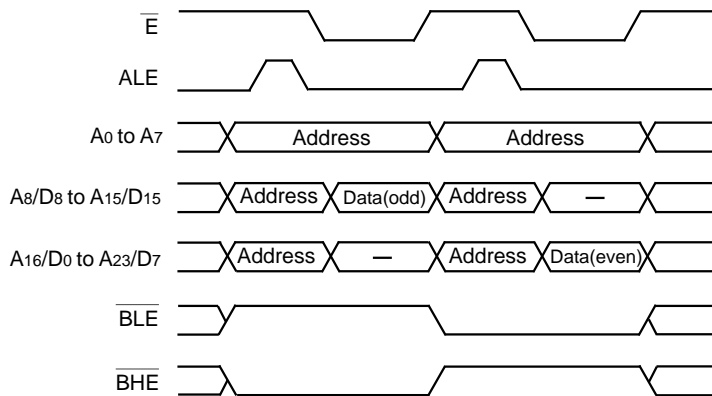 E
ALE
A0 to A7 Address Address
A8/D8 to A15/D15 Address Data(odd) Address —
A16/D0 to A23/D7 Address — Address Data(even)
BLE
BHE